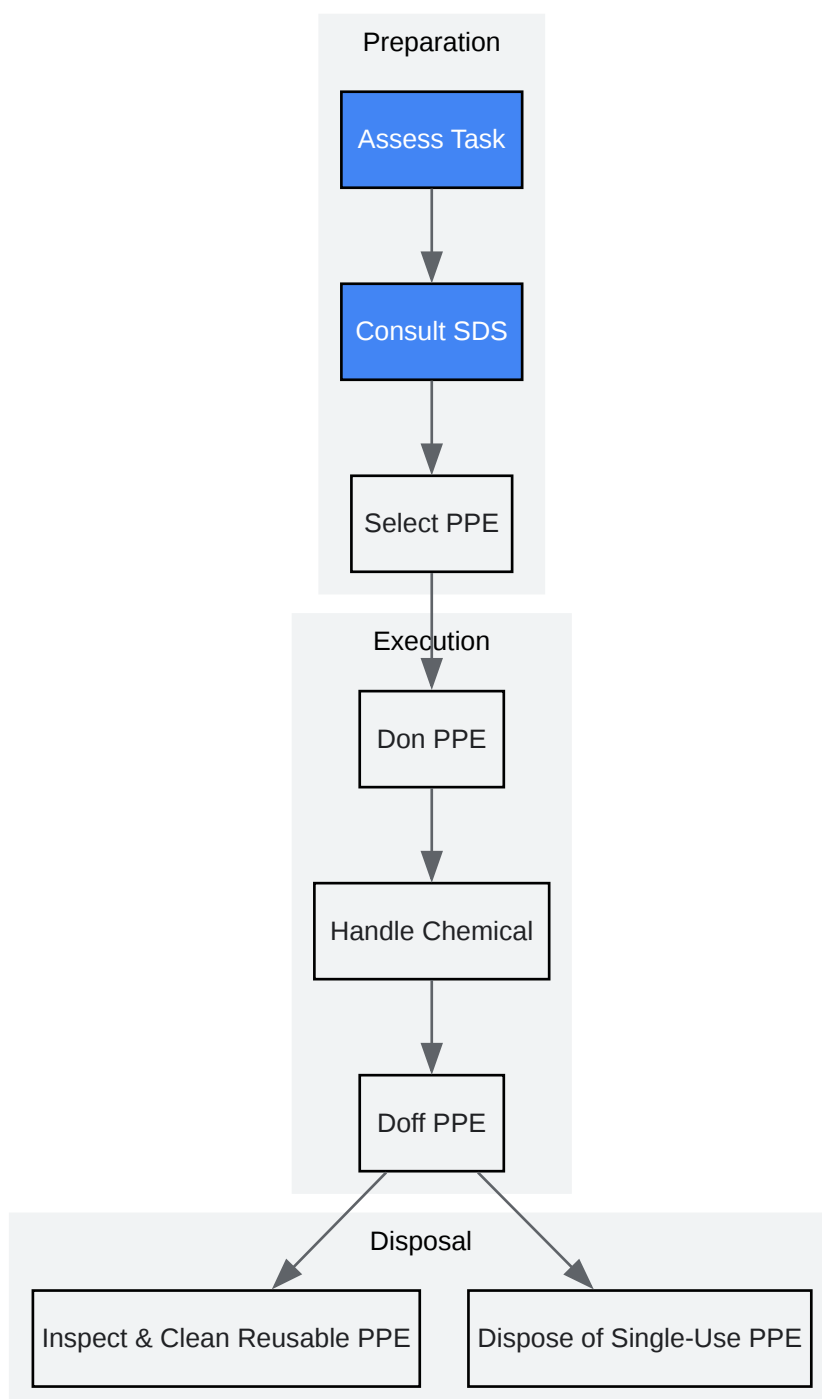 Preparation
Assess Task
Consult SDS
Select PPE
Execution
Don PPE
Handle Chemical
Doff PPE
Disposal
Inspect & Clean Reusable PPE
Dispose of Single-Use PPE